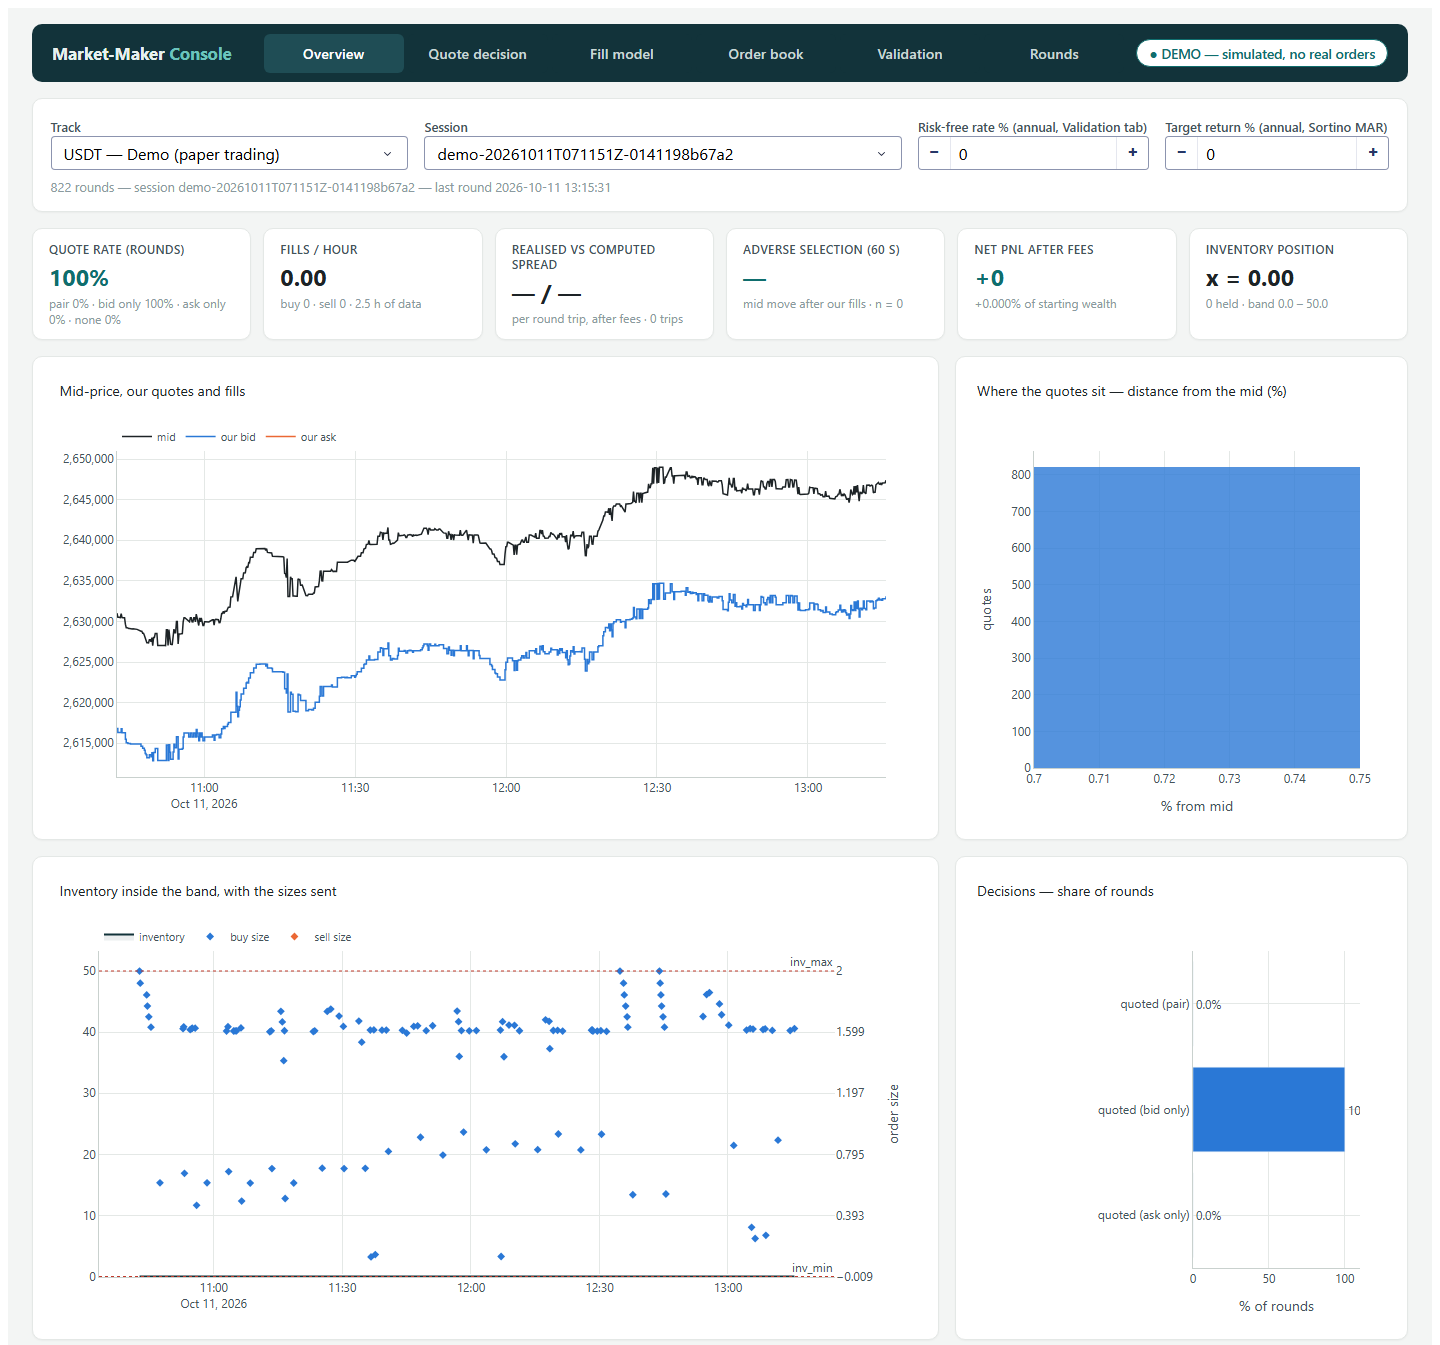 Market-Maker Console
Overview
Quote decision
Fill model
Order book
Validation
Rounds
● DEMO — simulated, no real orders
Track
Session
Risk-free rate % (annual, Validation tab)
Target return % (annual, Sortino MAR)
USDT — Demo (paper trading)
demo-20261011T071151Z-0141198b67a2
− 0 +
− 0 +
822 rounds — session demo-20261011T071151Z-0141198b67a2 — last round 2026-10-11 13:15:31
QUOTE RATE (ROUNDS)
100%
pair 0% · bid only 100% · ask only
0% · none 0%
FILLS / HOUR
0.00
buy 0 · sell 0 · 2.5 h of data
REALISED VS COMPUTED
SPREAD
— / —
per round trip, after fees · 0 trips
ADVERSE SELECTION (60 S)
—
mid move after our fills · n = 0
NET PNL AFTER FEES
+0
+0.000% of starting wealth
INVENTORY POSITION
x = 0.00
0 held · band 0.0 – 50.0
Mid-price, our quotes and fills
mid
our bid
our ask
2,650,000
2,645,000
2,640,000
2,635,000
2,630,000
2,625,000
2,620,000
2,615,000
11:00
11:30
12:00
12:30
13:00
Oct 11, 2026
Where the quotes sit — distance from the mid (%)
quotes
800
700
600
500
400
300
200
100
0
0.7
0.71
0.72
0.73
0.74
0.75
% from mid
Inventory inside the band, with the sizes sent
inventory
buy size
sell size
inv_max
50
40
30
20
10
0
2
1.599
1.197
0.795
0.393
−0.009
order size
inv_min
11:00
11:30
12:00
12:30
13:00
Oct 11, 2026
Decisions — share of rounds
quoted (pair)
0.0%
quoted (bid only)
10
quoted (ask only)
0.0%
0
50
100
% of rounds